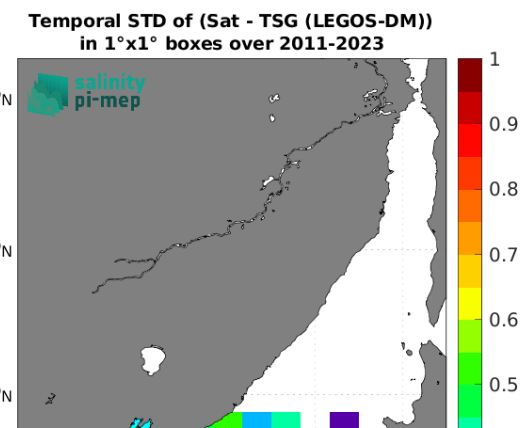 Temporal STD of (Sat - TSG (LEGOS-DM))
in 1°x1° boxes over 2011-2023
salinity
pi-mep
1
0.9
0.8
0.7
0.6
0.5
N
N
°N